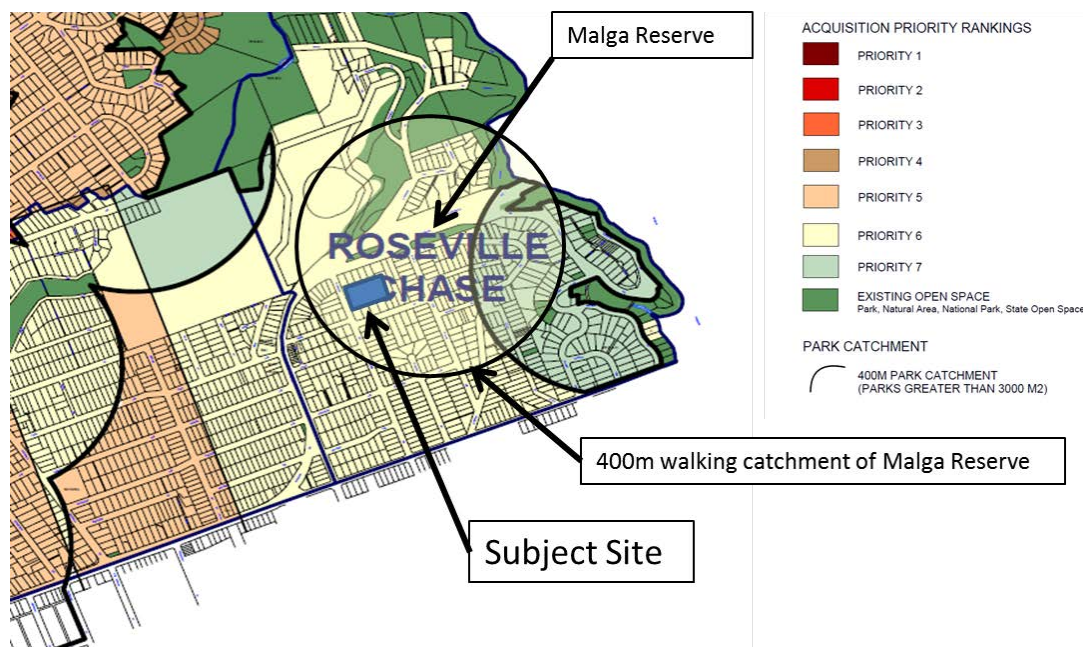 Malga Reserve
ROSEVILLE
CHASE
400m walking catchment of Malga Reserve
Subject Site
ACQUISITION PRIORITY RANKINGS
PRIORITY 1
PRIORITY 2
PRIORITY 3
PRIORITY 4
PRIORITY 5
PRIORITY 6
PRIORITY 7
EXISTING OPEN SPACE
Park, Natural Area, National Park, State Open Space
PARK CATCHMENT
400M PARK CATCHMENT
(PARKS GREATER THAN 3000 M2)